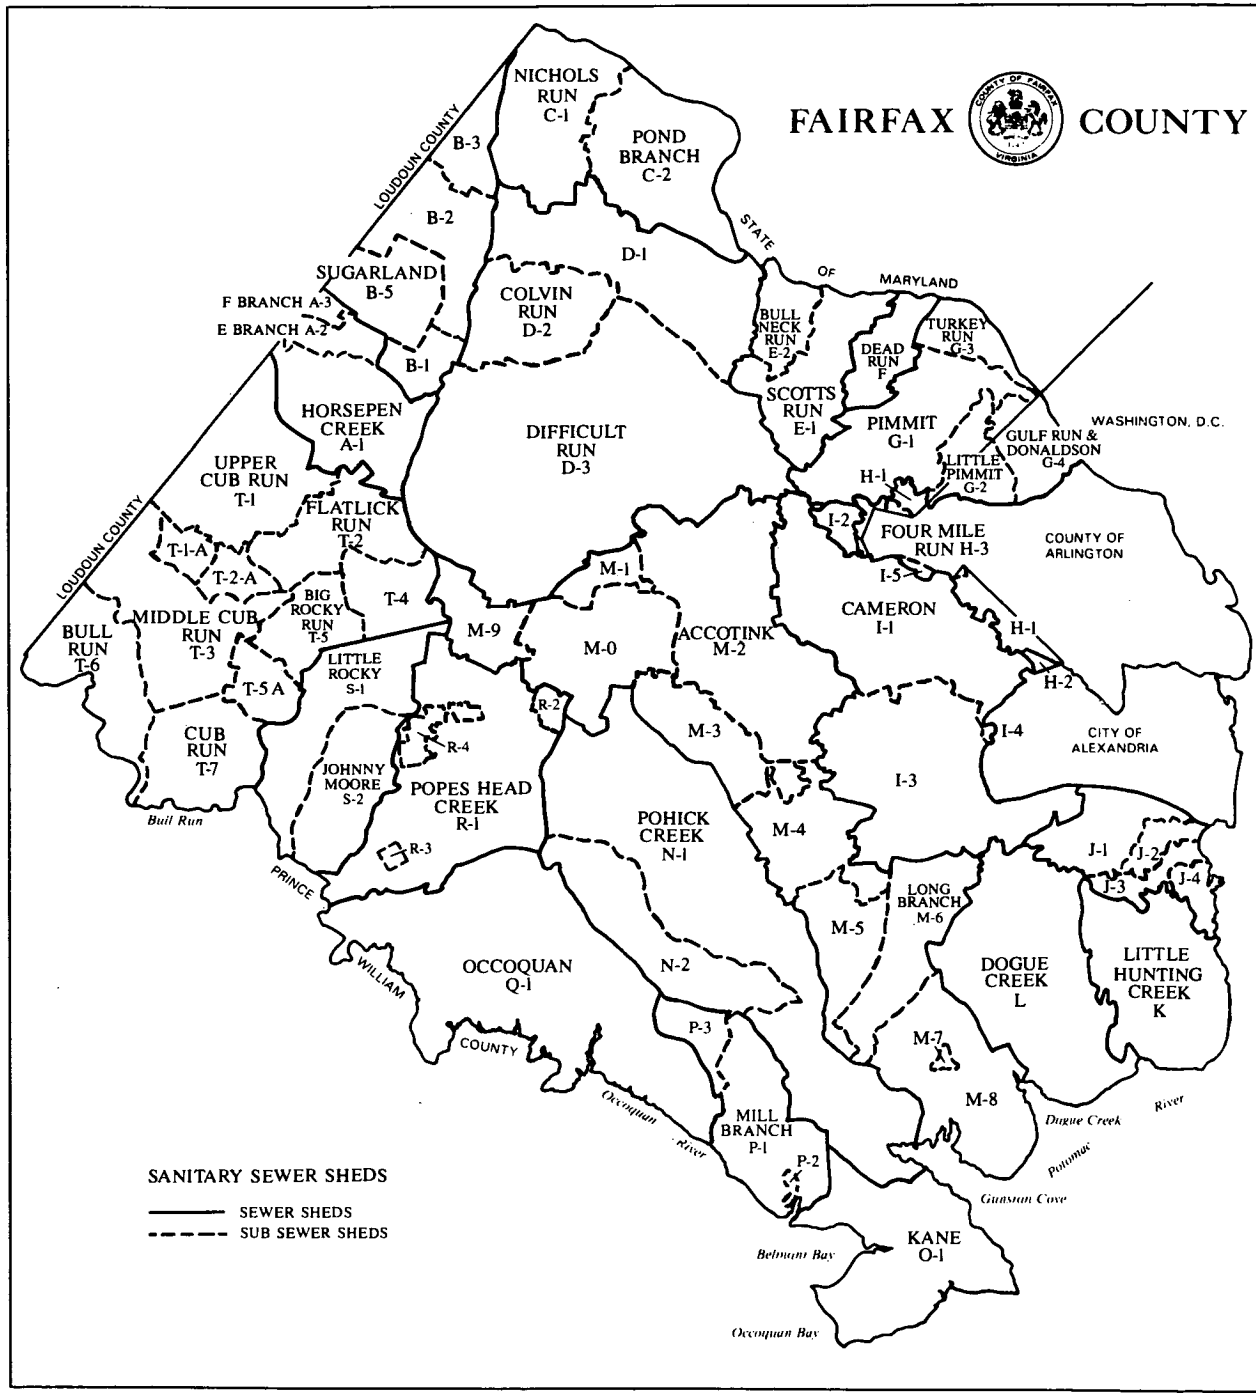 FAIRFAX COUNTY
COUNTY OF FAIRFAX
VIRGINIA
NICHOLS
RUN
C-1
POND
BRANCH
C-2
LOUDOUN COUNTY
B-3
B-2
SUGARLAND
B-5
F BRANCH A-3
E BRANCH A-2
B-1
D-1
COLVIN
RUN
D-2
STATE
OF
MARYLAND
BULL
NECK
RUN
E-2
DEAD
RUN
F
TURKEY
RUN
G-3
SCOTTS
RUN
E-1
PIMMIT
G-1
WASHINGTON, D.C.
GULF RUN &
DONALDSON
G-4
LITTLE
PIMMIT
G-2
HORSEPEN
CREEK
A-1
DIFFICULT
RUN
D-3
UPPER
CUB RUN
T-1
FLATLICK
RUN
T-2
H-1
I-2
FOUR MILE
RUN H-3
COUNTY OF
ARLINGTON
I-5
LOUDOUN COUNTY
T-1-A
T-2-A
BIG
ROCKY
RUN
T-5
T-4
M-1
M-9
M-0
ACCOTINK
M-2
CAMERON
I-1
H-1
H-2
BULL
RUN
T-6
MIDDLE CUB
RUN
T-3
T-5 A
LITTLE
ROCKY
S-1
R-2
M-3
I-4
CITY OF
ALEXANDRIA
CUB
RUN
T-7
R-4
JOHNNY
MOORE
S-2
POPES HEAD
CREEK
R-1
R-3
POHICK
CREEK
N-1
M-4
I-3
Bull Run
J-1
J-2
J-3
J-4
PRINCE
WILLIAM
COUNTY
LONG
BRANCH
M-6
M-5
N-2
OCCOQUAN
Q-1
DOGUE
CREEK
L
LITTLE
HUNTING
CREEK
K
P-3
M-7
M-8
Occoquan
River
MILL
BRANCH
P-1
P-2
Dogue Creek
Potomac
River
Gunston Cove
KANE
O-1
Belmont Bay
Occoquan Bay
SANITARY SEWER SHEDS
SEWER SHEDS
SUB SEWER SHEDS